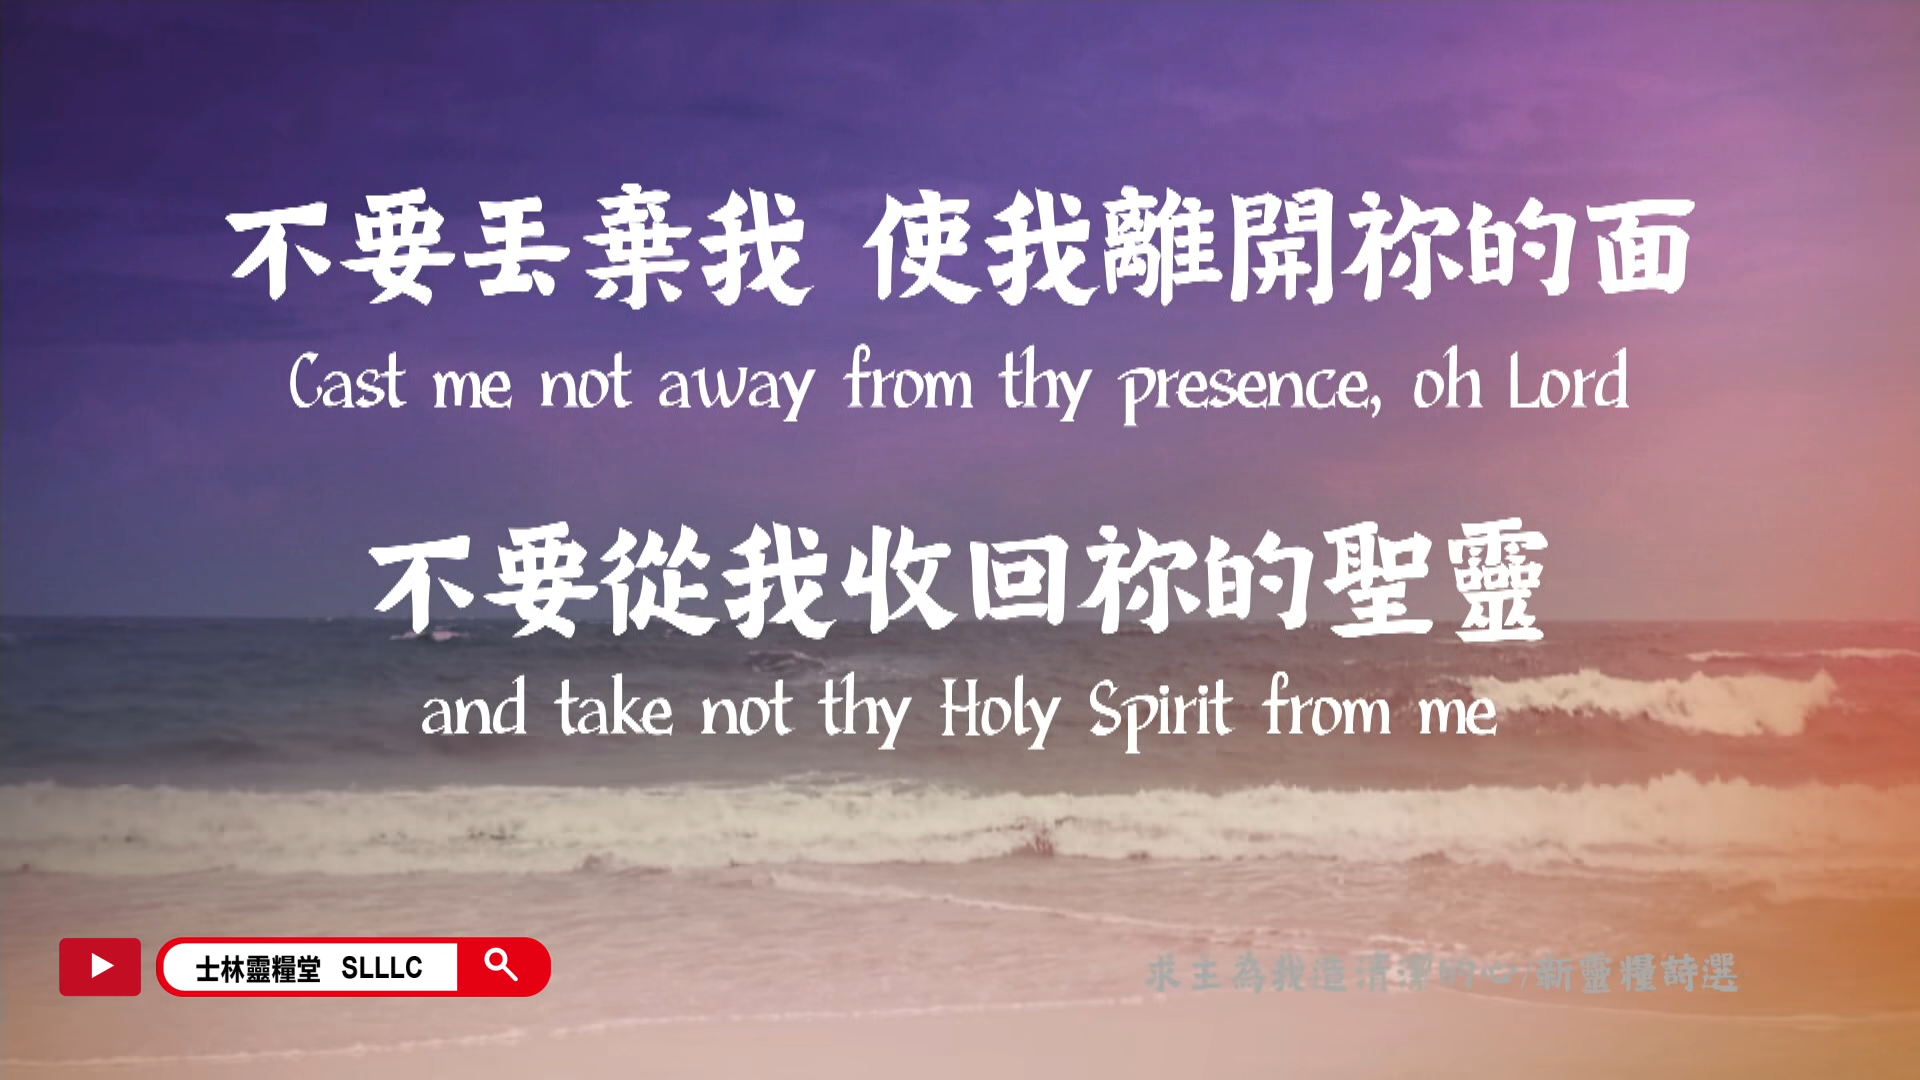 不要丟棄我 使我離開祢的面
Cast me not away from thy presence, oh Lord
不要從我收回祢的聖靈
and take not thy Holy Spirit from me
士林靈糧堂 SLLLC
求主為我造清潔的心/新靈糧詩選